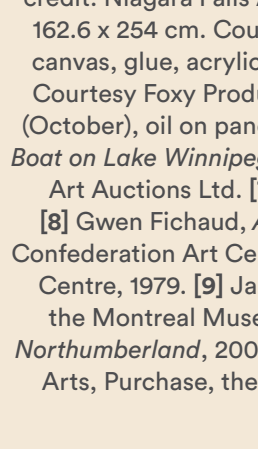 credit: Niagara Falls
162.6 x 254 cm. Cou
canvas, glue, acrylic
Courtesy Foxy Produ
(October), oil on pan
Boat on Lake Winnipeg
Art Auctions Ltd. [
[8] Gwen Fichaud, A
Confederation Art Ce
Centre, 1979. [9] Ja
the Montreal Muse
Northumberland, 200
Arts, Purchase, the